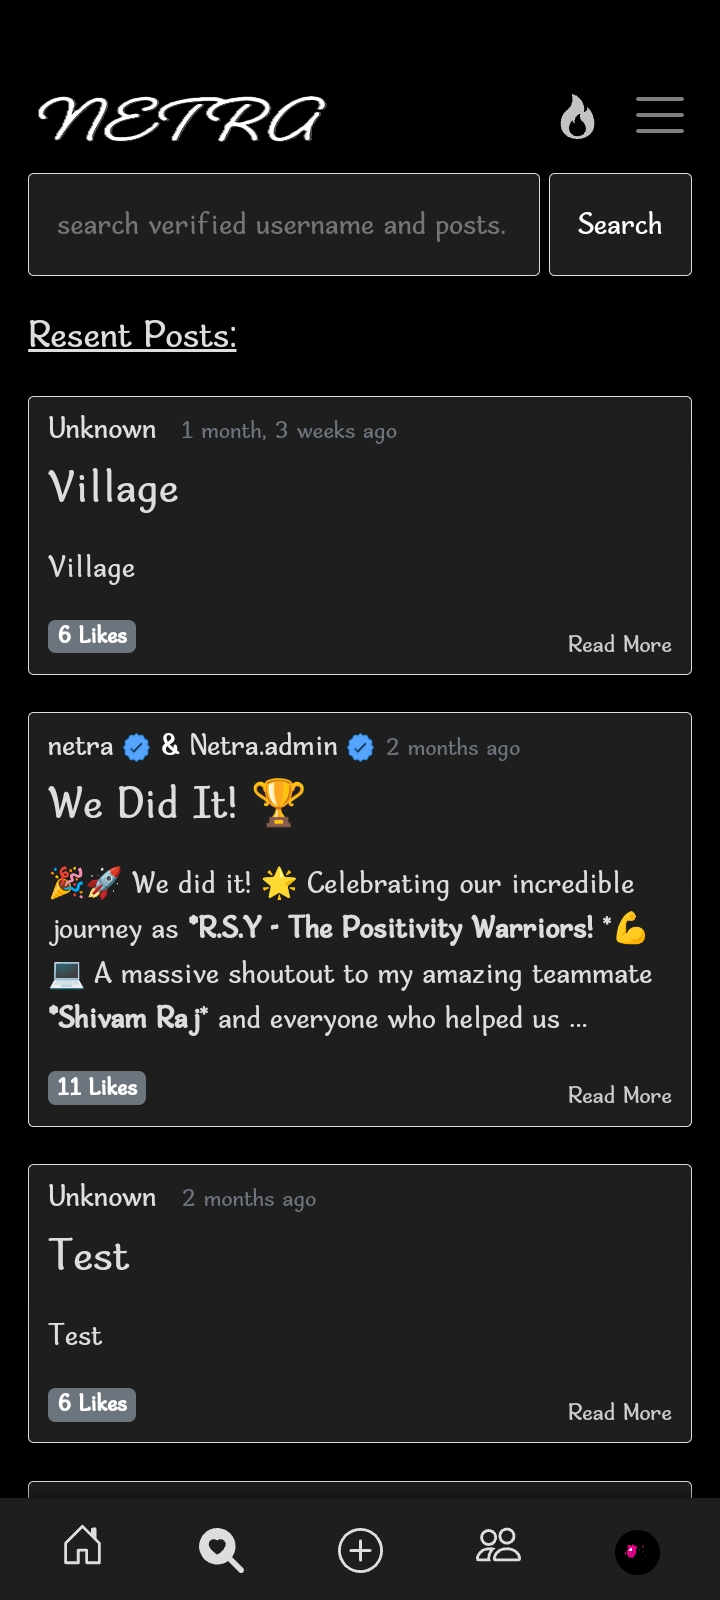 NETRA
search verified username and posts.
Search
Resent Posts:
Unknown 1 month, 3 weeks ago
Village
Village
6 Likes
Read More
netra & Netra.admin 2 months ago
We Did It! 🏆
🎉🚀 We did it! 🌟 Celebrating our incredible
journey as *R.S.Y - The Positivity Warriors! *💪
💻 A massive shoutout to my amazing teammate
*Shivam Raj* and everyone who helped us ...
11 Likes
Read More
Unknown 2 months ago
Test
Test
6 Likes
Read More